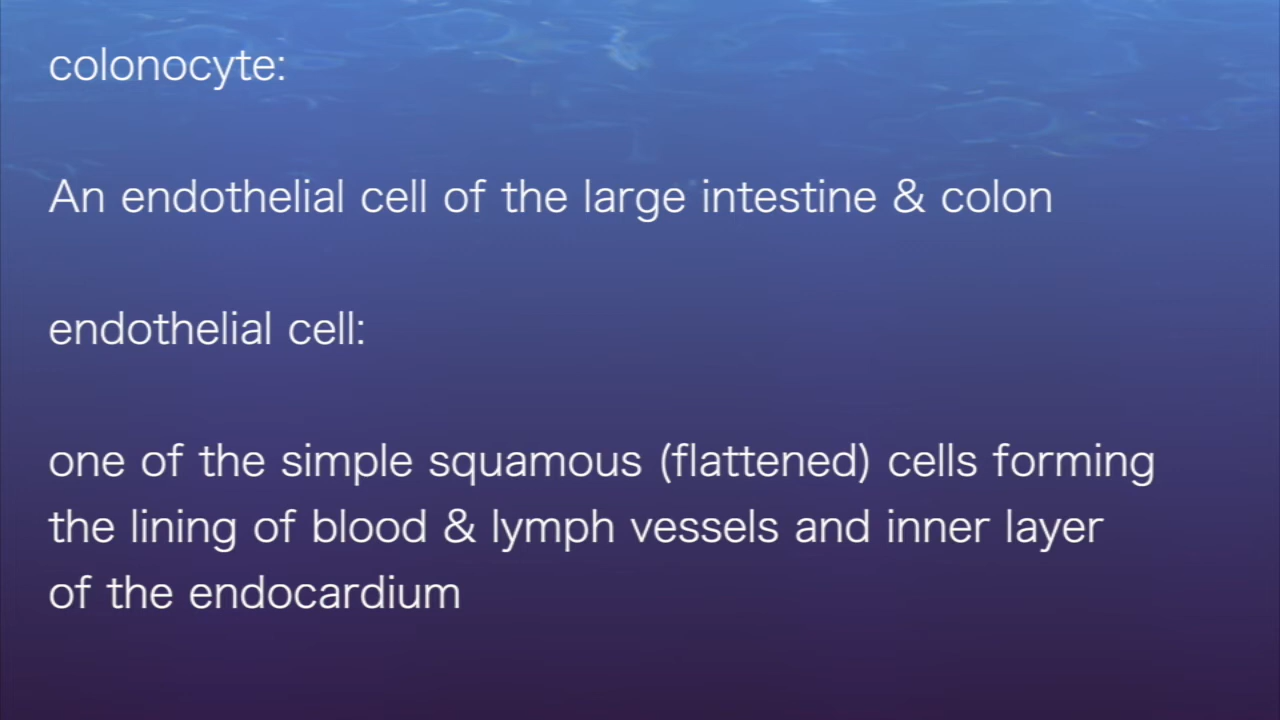 colonocyte:
An endothelial cell of the large intestine & colon
endothelial cell:
one of the simple squamous (flattened) cells forming
the lining of blood & lymph vessels and inner layer
of the endocardium